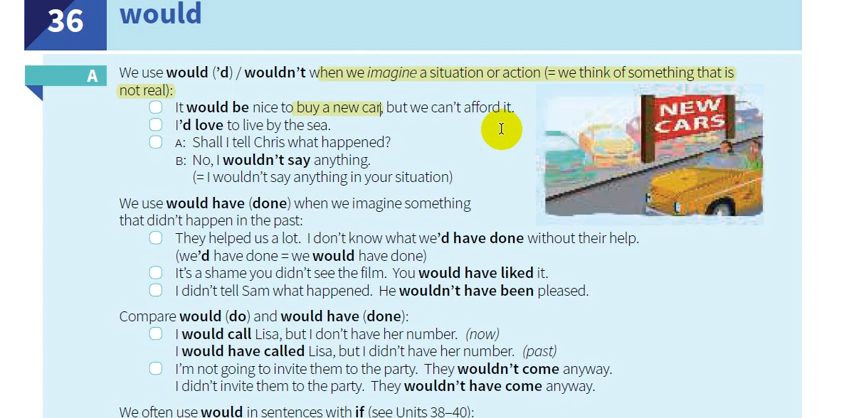 36 would
A We use would (’d) / wouldn’t when we imagine a situation or action (= we think of something that is
not real):
It would be nice to buy a new car, but we can’t afford it.
I’d love to live by the sea.
A: Shall I tell Chris what happened?
B: No, I wouldn’t say anything.
(= I wouldn’t say anything in your situation)
NEW
CARS
We use would have (done) when we imagine something
that didn’t happen in the past:
They helped us a lot. I don’t know what we’d have done without their help.
(we’d have done = we would have done)
It’s a shame you didn’t see the film. You would have liked it.
I didn’t tell Sam what happened. He wouldn’t have been pleased.
Compare would (do) and would have (done):
I would call Lisa, but I don’t have her number. (now)
I would have called Lisa, but I didn’t have her number. (past)
I’m not going to invite them to the party. They wouldn’t come anyway.
I didn’t invite them to the party. They wouldn’t have come anyway.
We often use would in sentences with if (see Units 38–40):